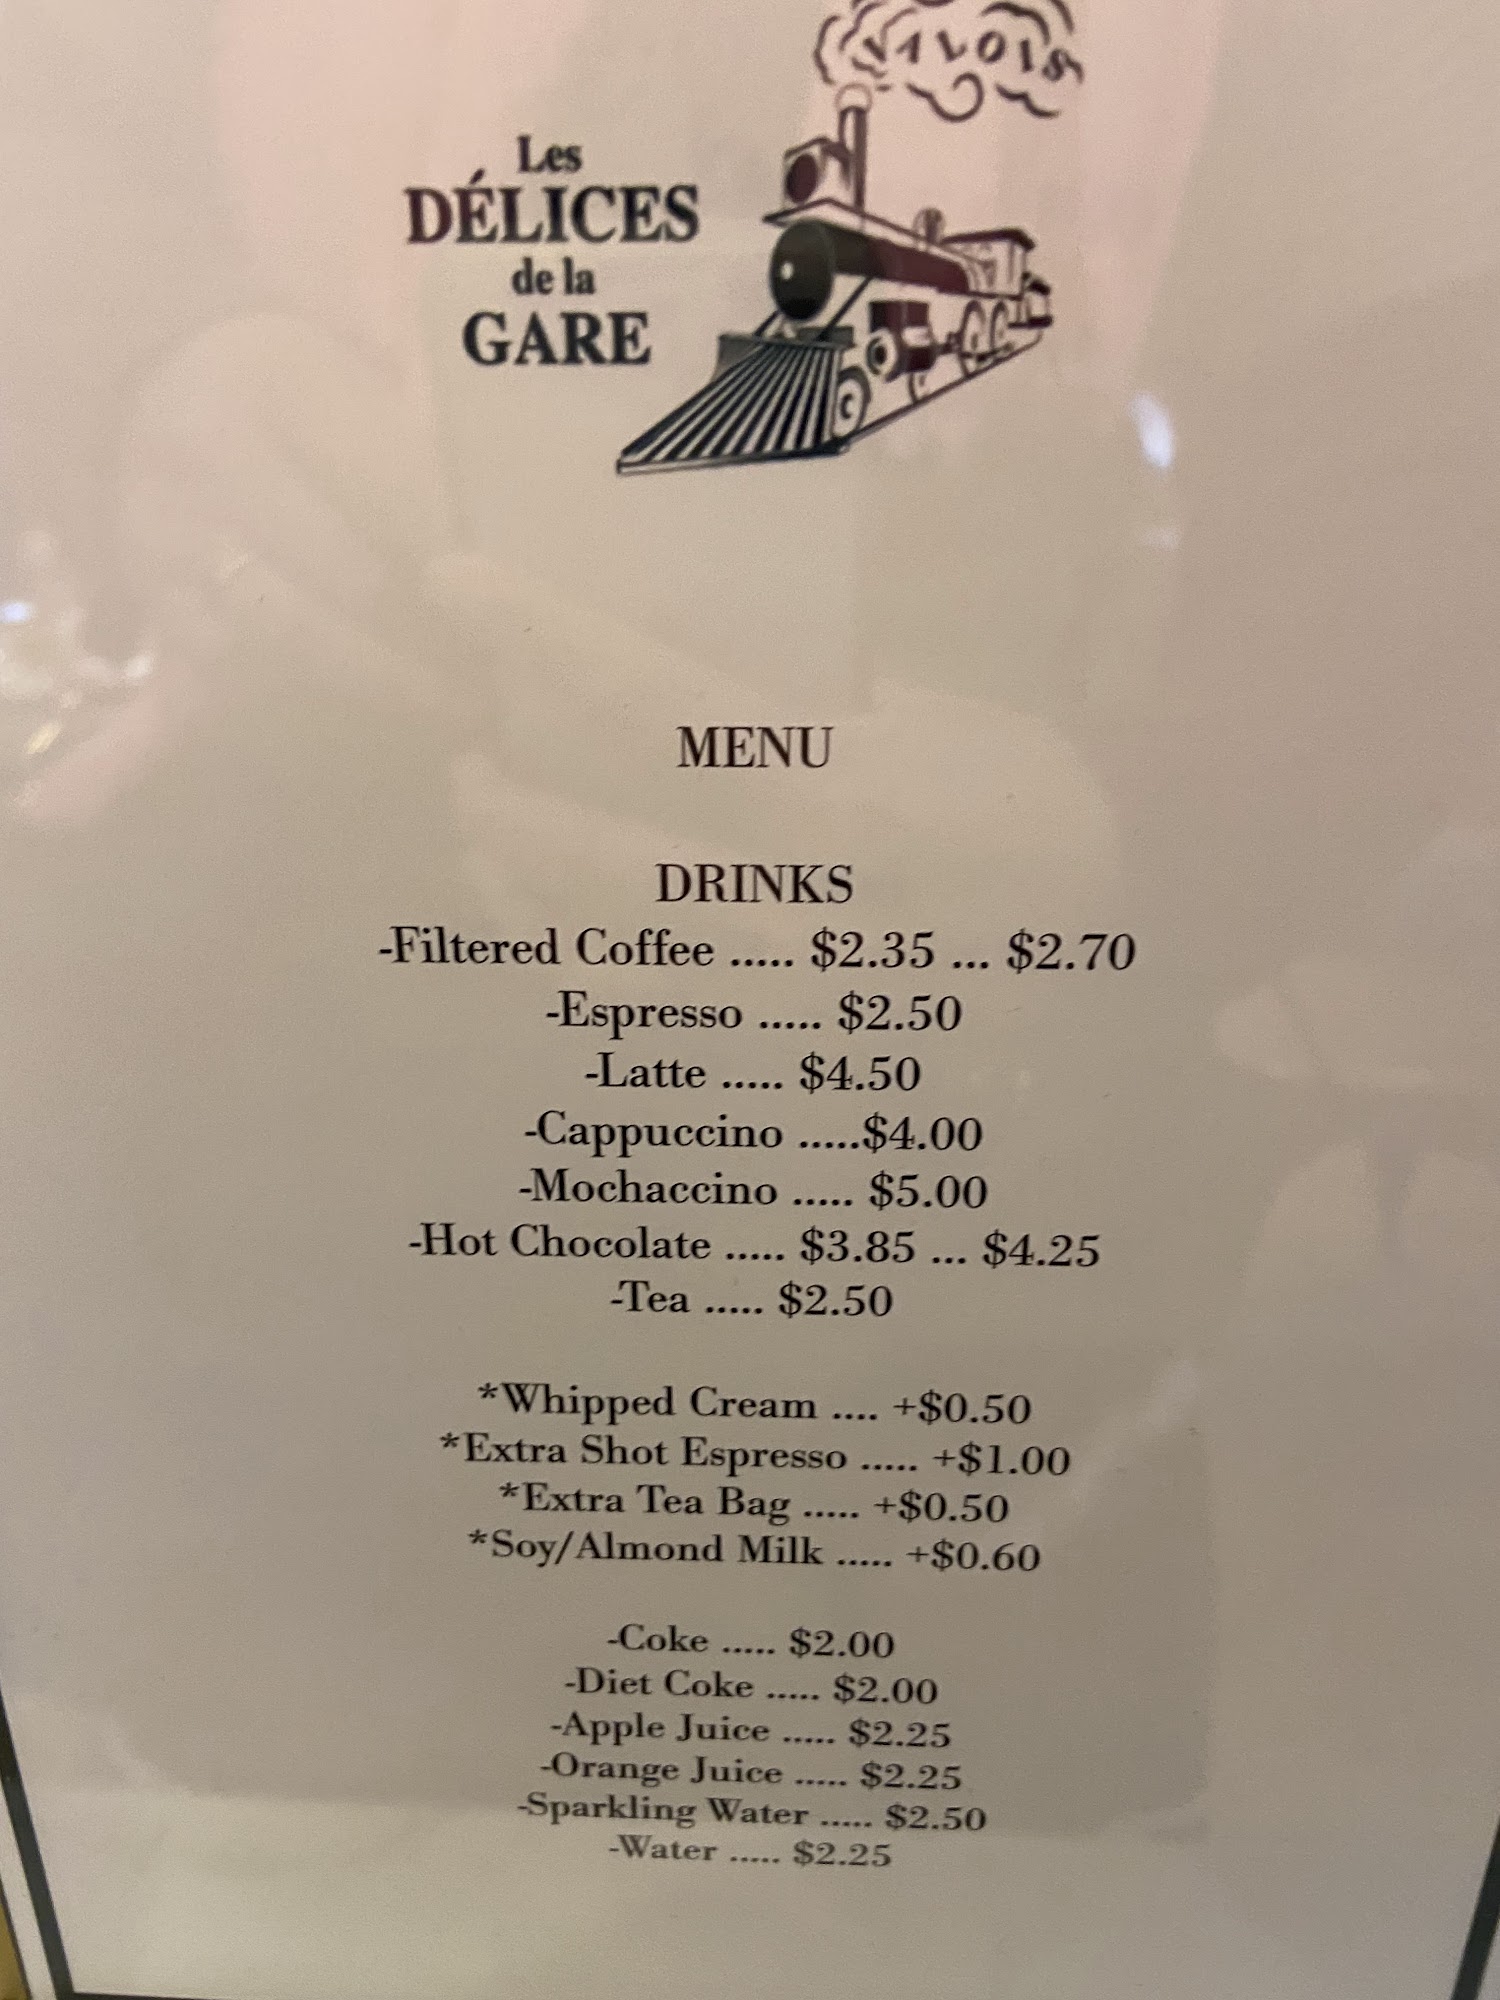 VALOIS
Les
DÉLICES
de la
GARE
MENU
DRINKS
-Filtered Coffee ..... $2.35 ... $2.70
-Espresso ..... $2.50
-Latte ..... $4.50
-Cappuccino .....$4.00
-Mochaccino ..... $5.00
-Hot Chocolate ..... $3.85 ... $4.25
-Tea ..... $2.50
*Whipped Cream .... +$0.50
*Extra Shot Espresso ..... +$1.00
*Extra Tea Bag ..... +$0.50
*Soy/Almond Milk ..... +$0.60
-Coke ..... $2.00
-Diet Coke ..... $2.00
-Apple Juice ..... $2.25
-Orange Juice ..... $2.25
-Sparkling Water ..... $2.50
-Water ..... $2.25